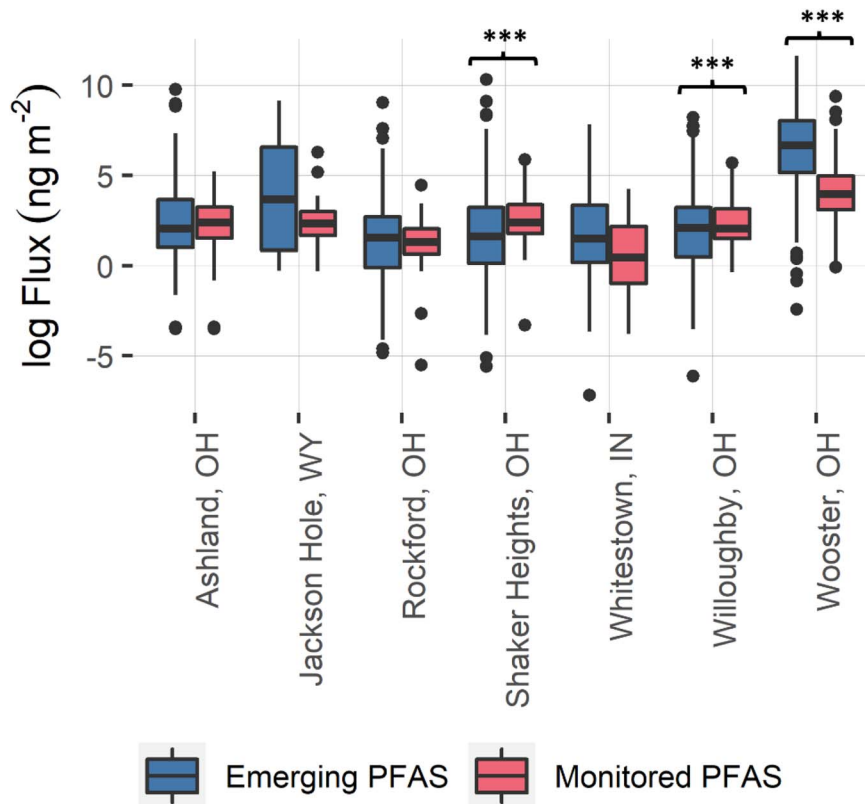 ***
***
***
log Flux (ng m⁻²)
10
5
0
-5
Ashland, OH
Jackson Hole, WY
Rockford, OH
Shaker Heights, OH
Whitestown, IN
Willoughby, OH
Wooster, OH
Emerging PFAS
Monitored PFAS